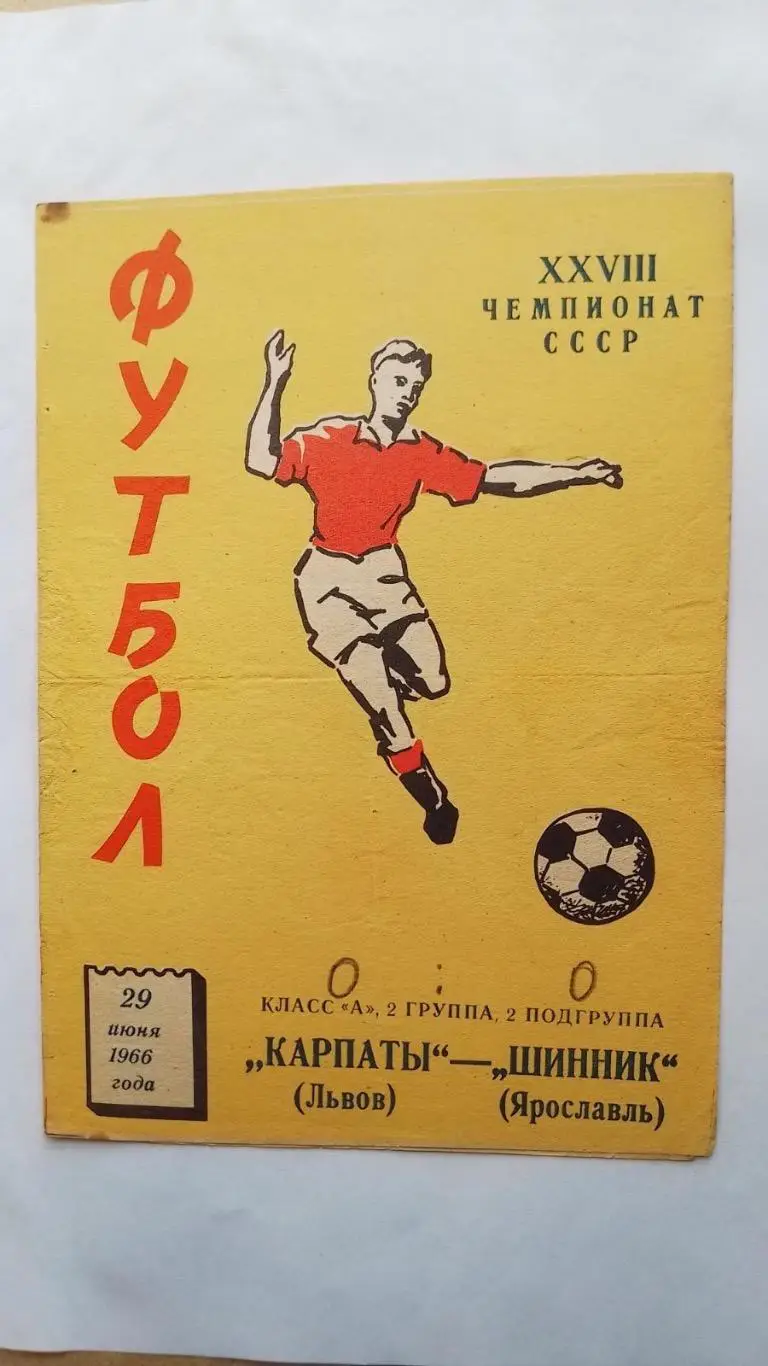 ФУТБОЛ
XXVIII
ЧЕМПИОНАТ
СССР
0 : 0
КЛАСС «А», 2 ГРУППА, 2 ПОДГРУППА
29
июня
1966
года
„КАРПАТЫ“—„ШИННИК“
(Львов) (Ярославль)